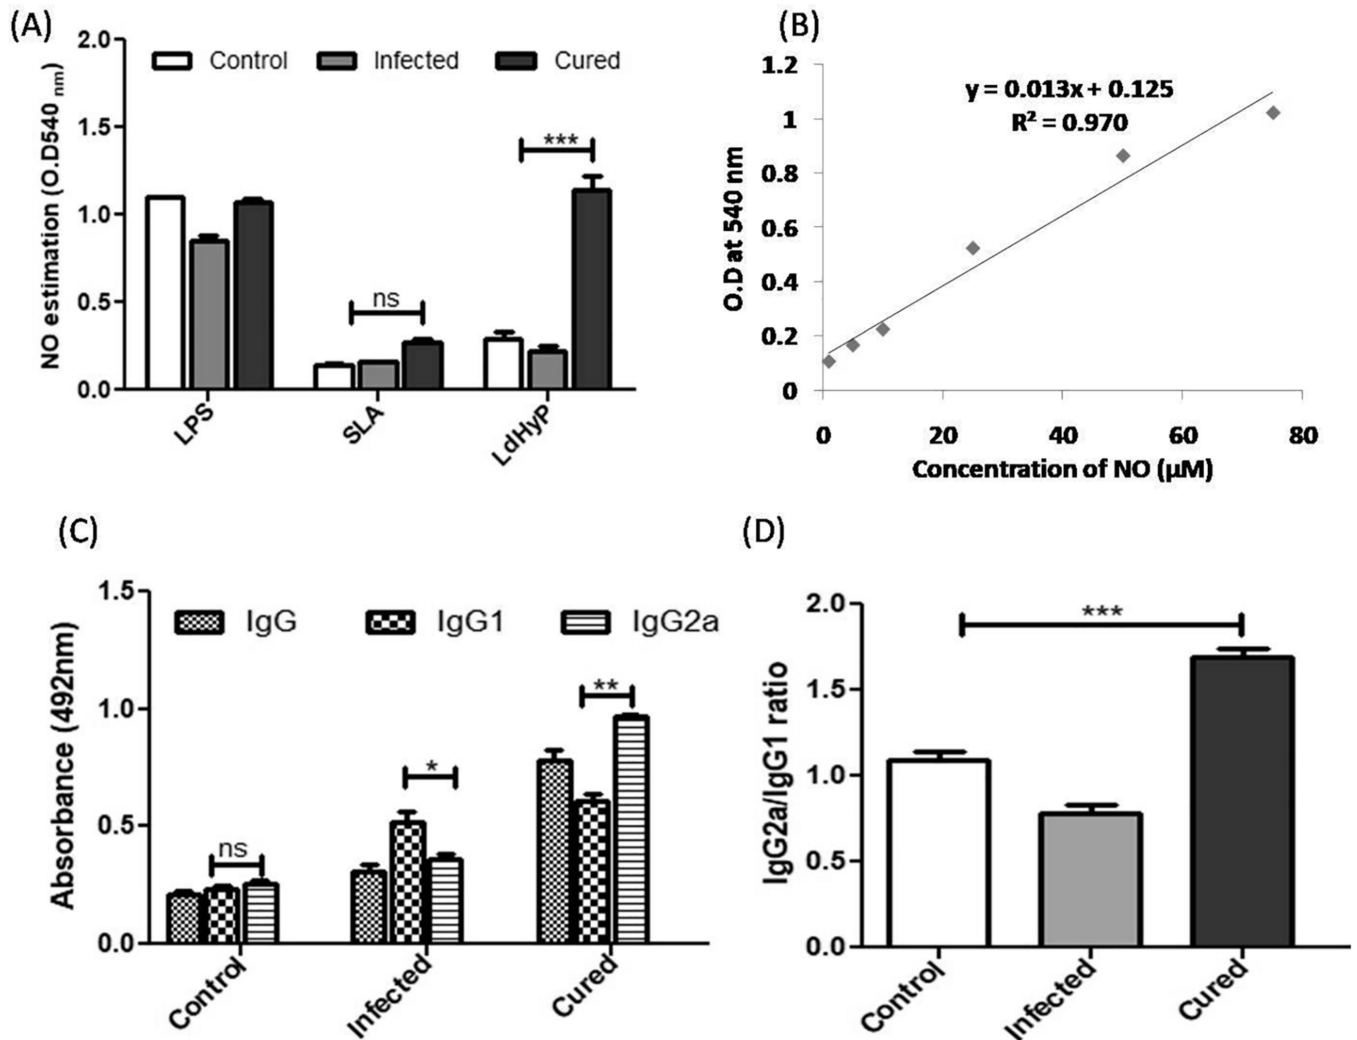 (A)
2.0
1.5
1.0
0.5
0.0
NO estimation (O.D540 nm)
Control Infected Cured
ns
***
LPS SLA LdHyP
(B)
1.2
1
0.8
0.6
0.4
0.2
0
O.D at 540 nm
y = 0.013x + 0.125
R² = 0.970
0 20 40 60 80
Concentration of NO (µM)
(C)
1.5
1.0
0.5
0.0
Absorbance (492nm)
IgG IgG1 IgG2a
ns
*
**
Control Infected Cured
(D)
2.0
1.5
1.0
0.5
0.0
IgG2a/IgG1 ratio
***
Control Infected Cured